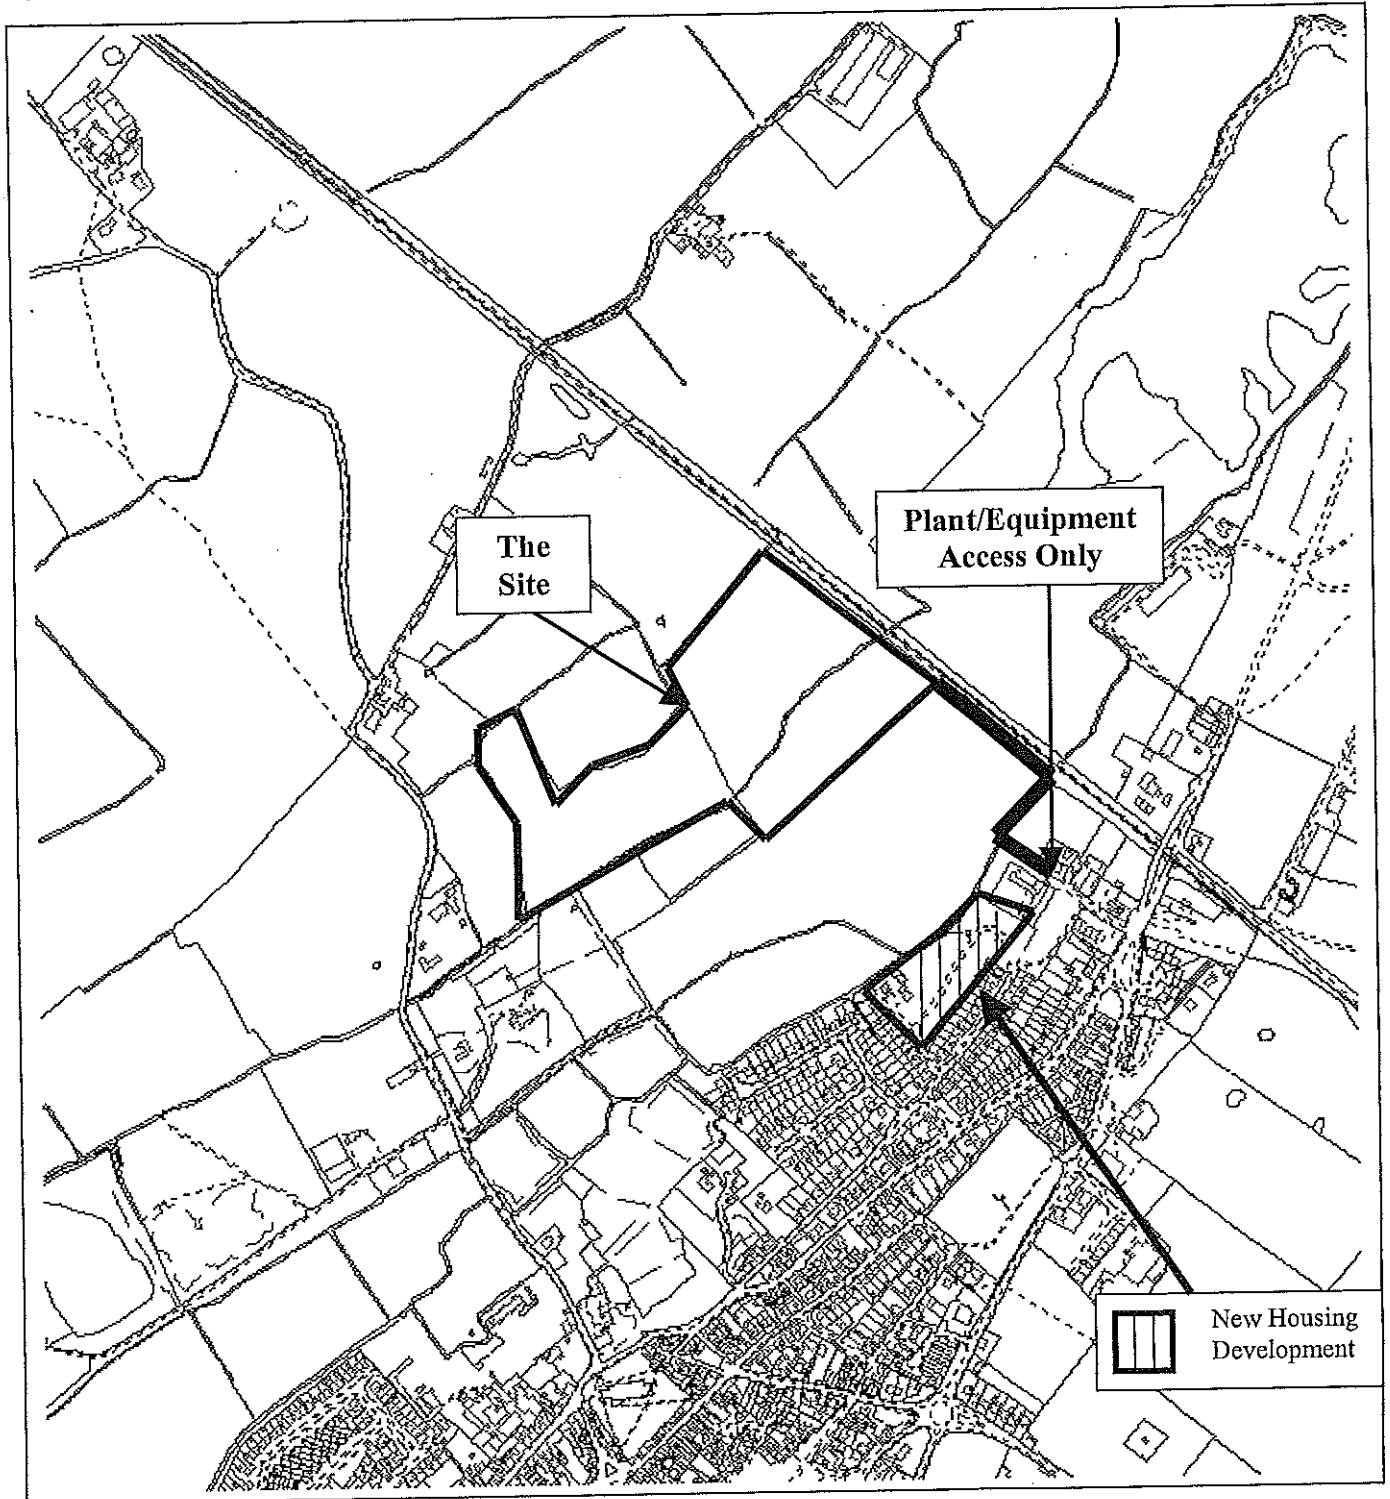 The
Site
Plant/Equipment
Access Only
New Housing
Development